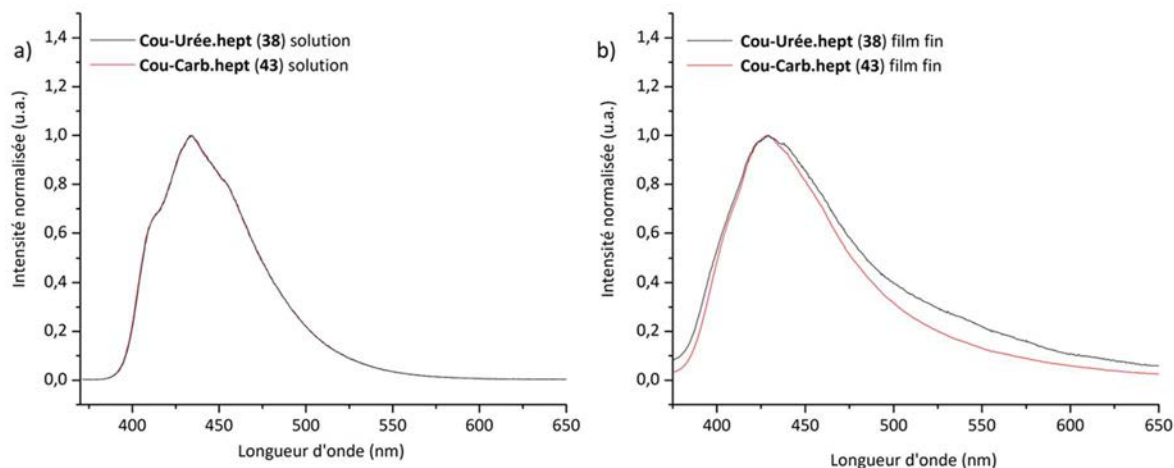 a)
Cou-Urée.hept (38) solution
Cou-Carb.hept (43) solution
1,4
1,2
1,0
0,8
0,6
0,4
0,2
0,0
Intensité normalisée (u.a.)
400 450 500 550 600 650
Longueur d'onde (nm)
b)
Cou-Urée.hept (38) film fin
Cou-Carb.hept (43) film fin
1,4
1,2
1,0
0,8
0,6
0,4
0,2
0,0
Intensité normalisée (u.a.)
400 450 500 550 600 650
Longueur d'onde (nm)